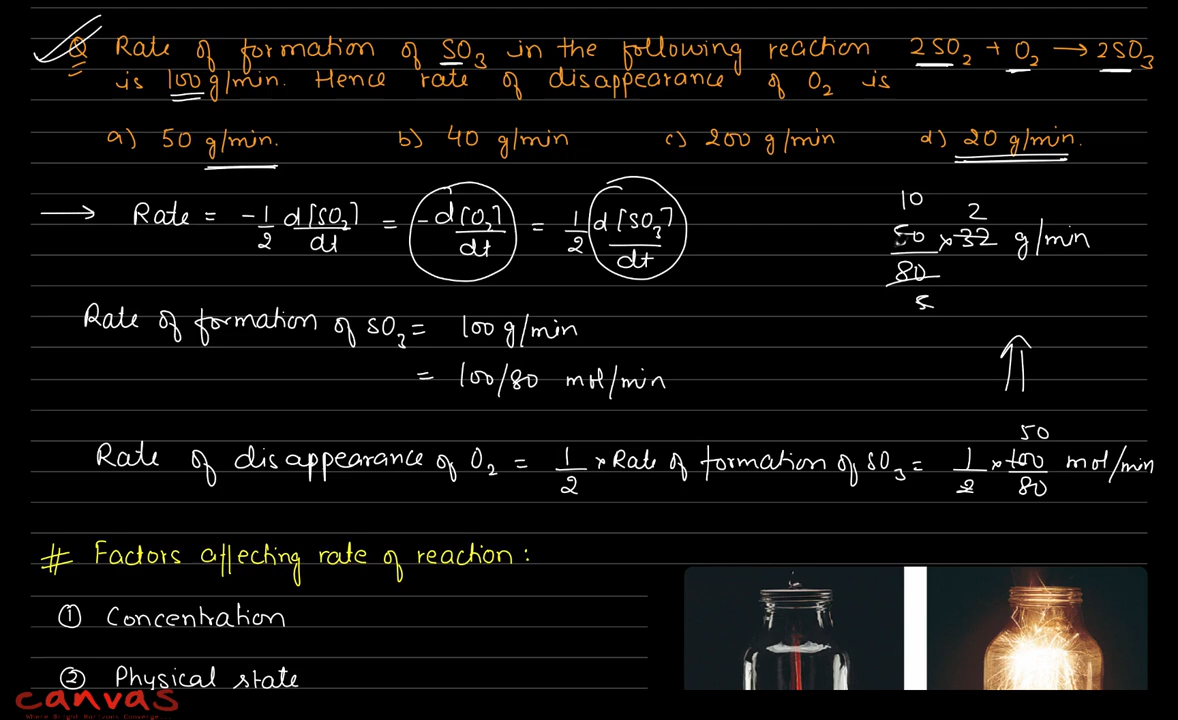 Q Rate of formation of SO₃ in the following reaction 2SO₂ + O₂ → 2SO₃
is 100 g/min. Hence rate of disappearance of O₂ is
a) 50 g/min. b) 40 g/min c) 200 g/min d) 20 g/min.
→ Rate = -1/2 d[SO₂]/dt = -d[O₂]/dt = 1/2 d[SO₃]/dt
10 2
50/80 × 32 g/min
5
Rate of formation of SO₃ = 100 g/min
= 100/80 mol/min
50
Rate of disappearance of O₂ = 1/2 × Rate of formation of SO₃ = 1/2 × 100/80 mol/min
# Factors affecting rate of reaction :
① Concentration
② Physical state
canvas